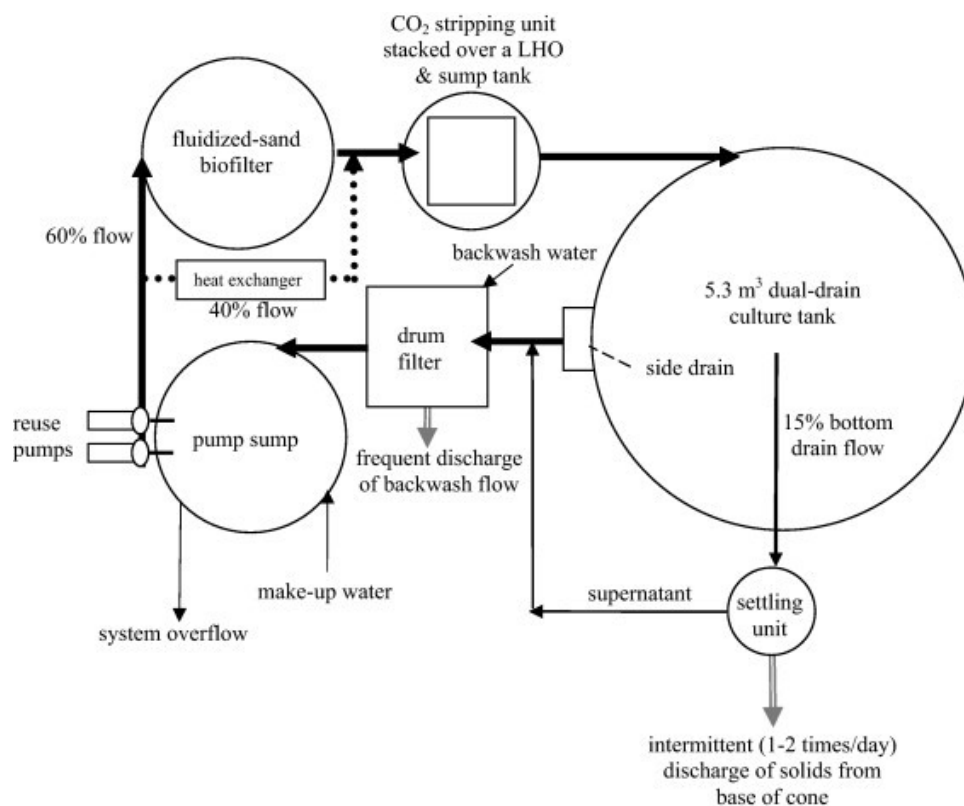 CO₂ stripping unit
stacked over a LHO
& sump tank
fluidized-sand
biofilter
60% flow
heat exchanger
40% flow
backwash water
drum
filter
5.3 m³ dual-drain
culture tank
side drain
reuse
pumps
pump sump
frequent discharge
of backwash flow
15% bottom
drain flow
make-up water
system overflow
supernatant
settling
unit
intermittent (1-2 times/day)
discharge of solids from
base of cone